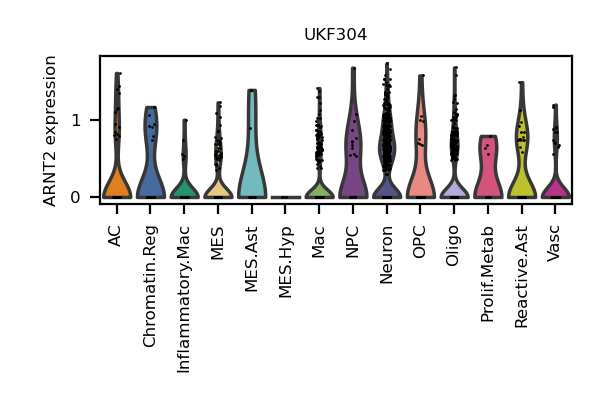 UKF304
ARNT2 expression
1
0
AC
Chromatin.Reg
Inflammatory.Mac
MES
MES.Ast
MES.Hyp
Mac
NPC
Neuron
OPC
Oligo
Prolif.Metab
Reactive.Ast
Vasc